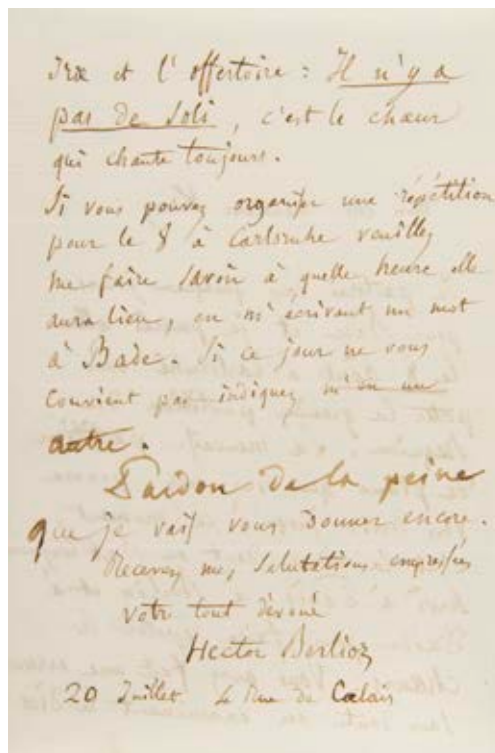 Irae et l'offertoire : Il n'y a
pas de Soli, c'est le chœur
qui chante toujours.
Si vous pouvez organiser une répétition
pour le 8 à Carlsruhe veuillez
me faire savoir à quelle heure elle
aura lieu, en m'écrivant un mot
à Bade. Si ce jour ne vous
convient pas indiquez m'en un
autre.
Pardon de la peine
que je vais vous donner encore.
Recevez mes salutations empressées
votre tout dévoué
Hector Berlioz
20 Juillet 4 Rue de Calais